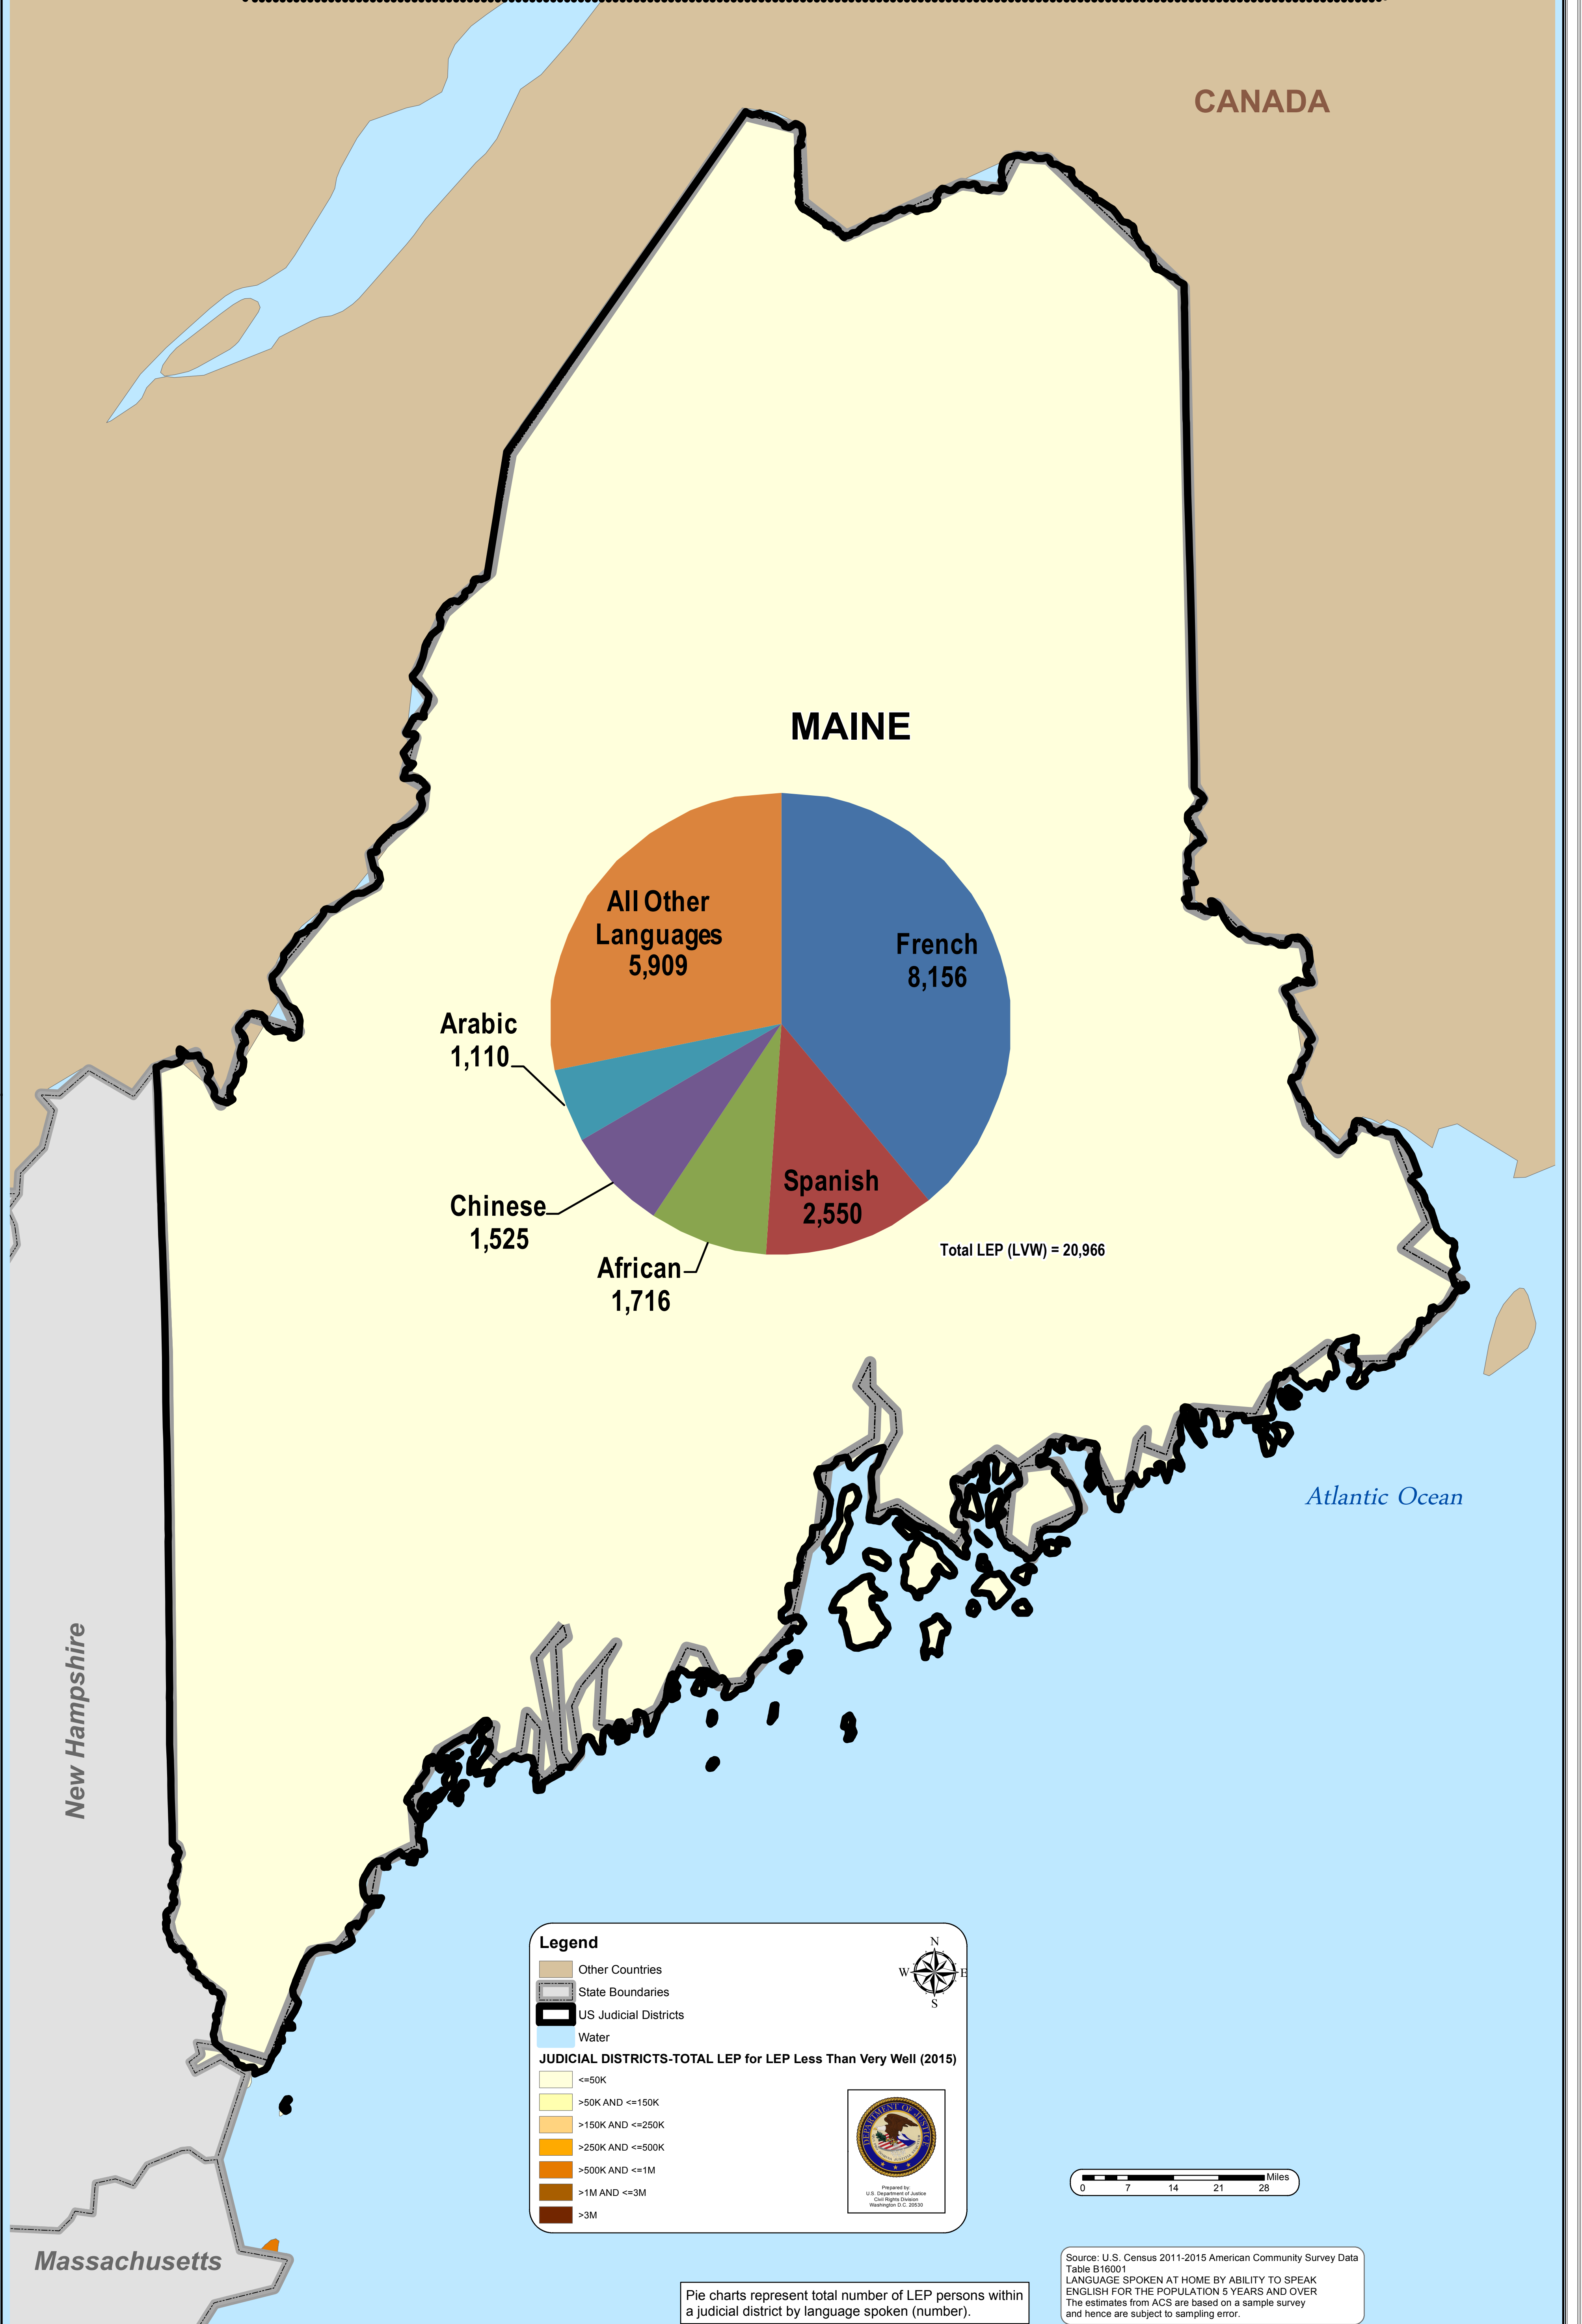 CANADA
MAINE
All Other
Languages
5,909
French
8,156
Arabic
1,110
Spanish
2,550
Chinese
1,525
African
1,716
Total LEP (LVW) = 20,966
Atlantic Ocean
New Hampshire
Massachusetts
Legend
Other Countries
State Boundaries
US Judicial Districts
Water
N
W
E
S
JUDICIAL DISTRICTS-TOTAL LEP for LEP Less Than Very Well (2015)
<=50K
>50K AND <=150K
>150K AND <=250K
>250K AND <=500K
>500K AND <=1M
>1M AND <=3M
>3M
DEPARTMENT OF JUSTICE
Prepared by:
U.S. Department of Justice
Civil Rights Division
Washington D.C. 20530
Miles
0 7 14 21 28
Pie charts represent total number of LEP persons within
a judicial district by language spoken (number).
Source: U.S. Census 2011-2015 American Community Survey Data
Table B16001
LANGUAGE SPOKEN AT HOME BY ABILITY TO SPEAK
ENGLISH FOR THE POPULATION 5 YEARS AND OVER
The estimates from ACS are based on a sample survey
and hence are subject to sampling error.